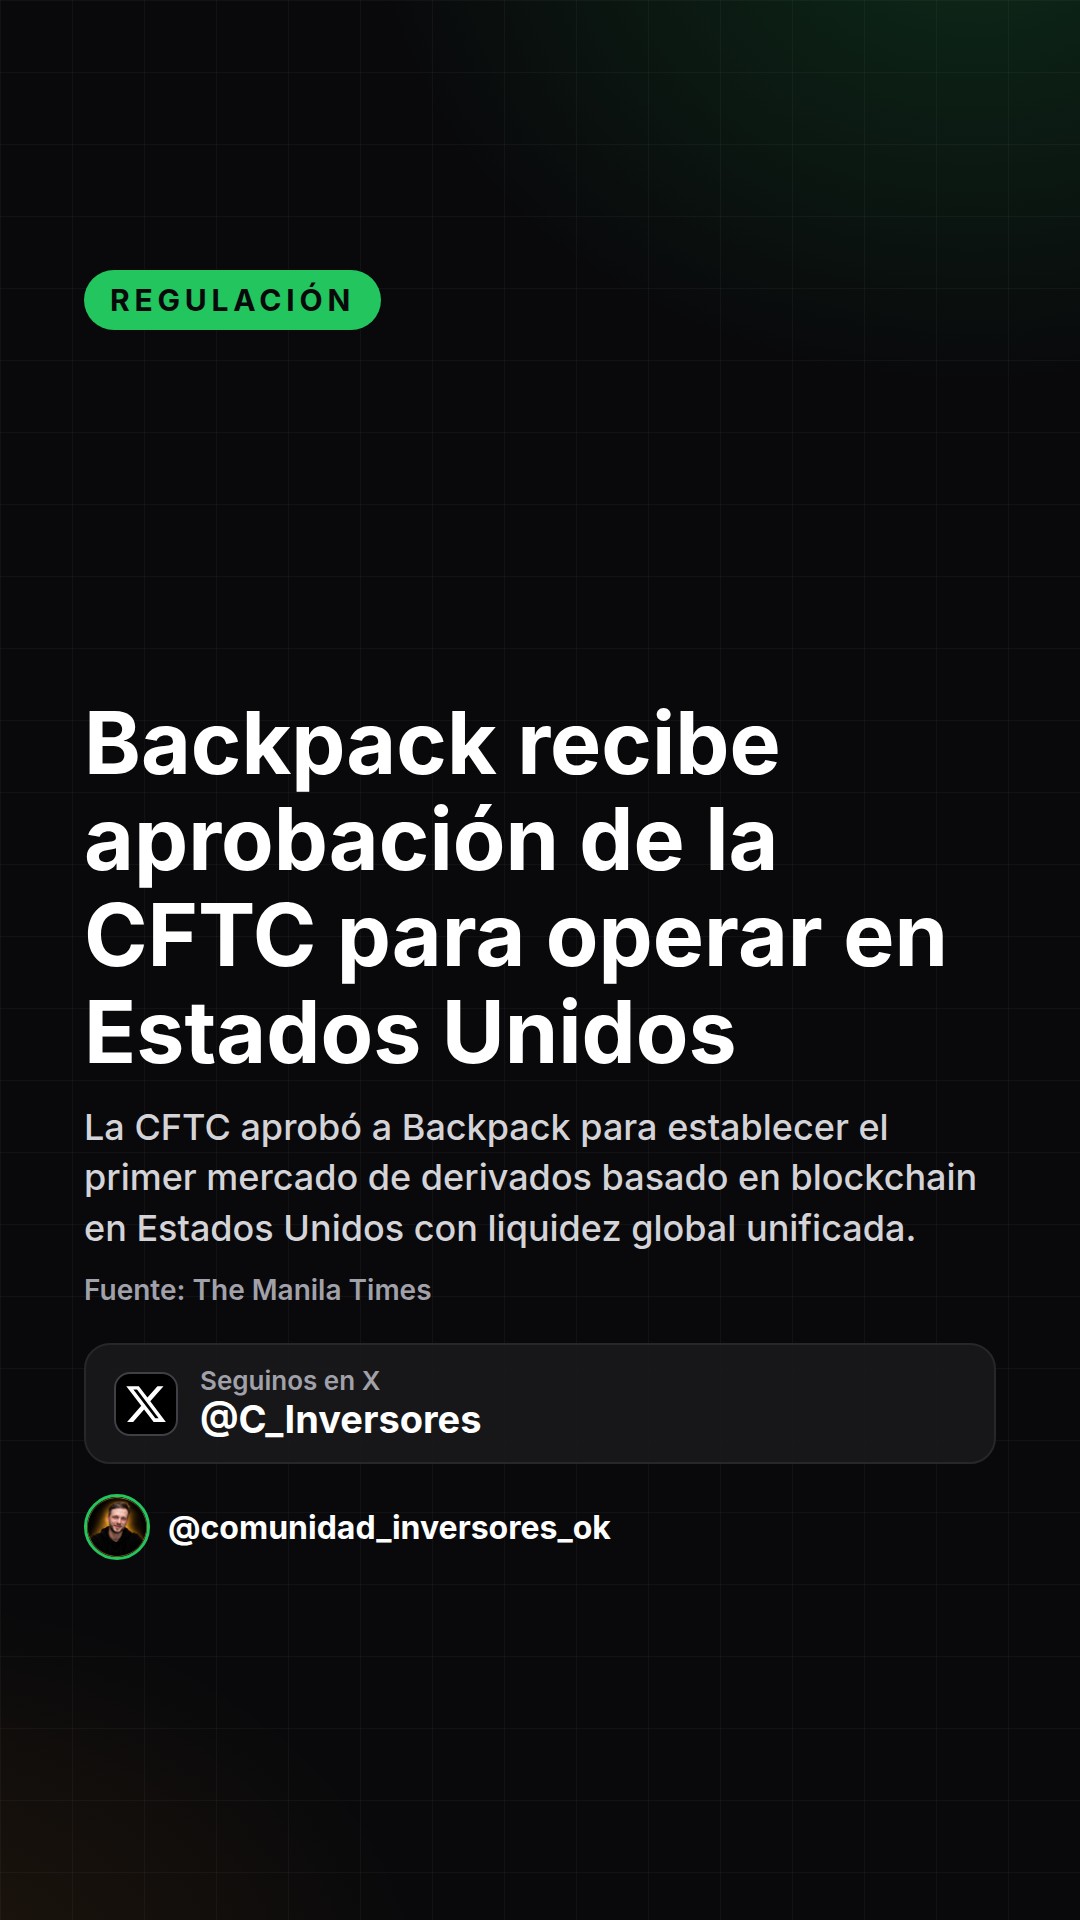 REGULACIÓN
Backpack recibe
aprobación de la
CFTC para operar en
Estados Unidos
La CFTC aprobó a Backpack para establecer el
primer mercado de derivados basado en blockchain
en Estados Unidos con liquidez global unificada.
Fuente: The Manila Times
Seguinos en X
@C_Inversores
@comunidad_inversores_ok